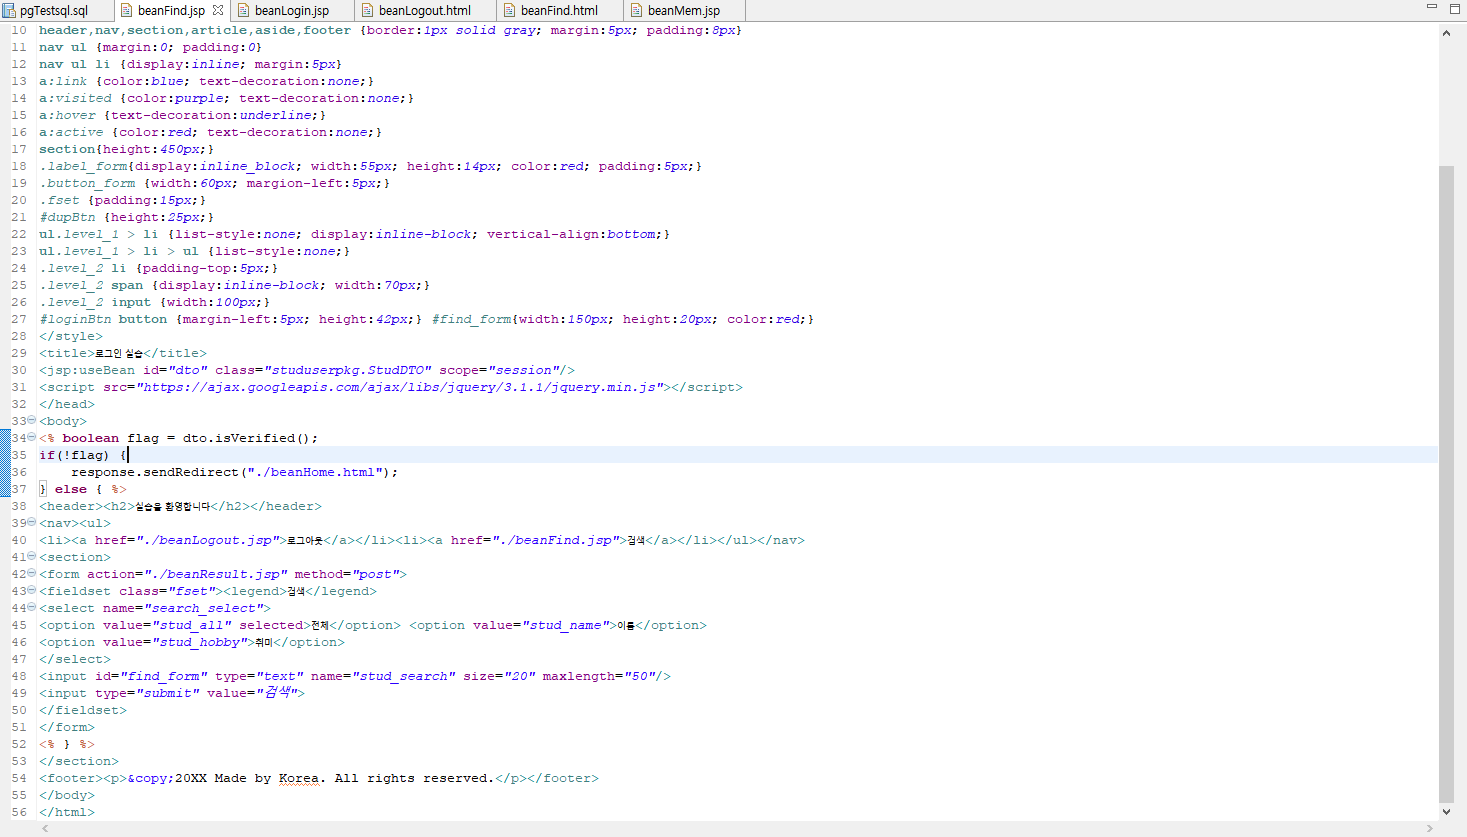 pgTestsql.sql beanFind.jsp beanLogin.jsp beanLogout.html beanFind.html beanMem.jsp
10 header,nav,section,article,aside,footer {border:1px solid gray; margin:5px; padding:8px}
11 nav ul {margin:0; padding:0}
12 nav ul li {display:inline; margin:5px}
13 a:link {color:blue; text-decoration:none;}
14 a:visited {color:purple; text-decoration:none;}
15 a:hover {text-decoration:underline;}
16 a:active {color:red; text-decoration:none;}
17 section{height:450px;}
18 .label_form{display:inline_block; width:55px; height:14px; color:red; padding:5px;}
19 .button_form {width:60px; margion-left:5px;}
20 .fset {padding:15px;}
21 #dupBtn {height:25px;}
22 ul.level_1 > li {list-style:none; display:inline-block; vertical-align:bottom;}
23 ul.level_1 > li > ul {list-style:none;}
24 .level_2 li {padding-top:5px;}
25 .level_2 span {display:inline-block; width:70px;}
26 .level_2 input {width:100px;}
27 #loginBtn button {margin-left:5px; height:42px;} #find_form{width:150px; height:20px; color:red;}
28 </style>
29 <title>로그인 실습</title>
30 <jsp:useBean id="dto" class="studuserpkg.StudDTO" scope="session"/>
31 <script src="https://ajax.googleapis.com/ajax/libs/jquery/3.1.1/jquery.min.js"></script>
32 </head>
33 <body>
34 <% boolean flag = dto.isVerified();
35 if(!flag) {
36 response.sendRedirect("./beanHome.html");
37 } else { %>
38 <header><h2>실습을 환영합니다</h2></header>
39 <nav><ul>
40 <li><a href="./beanLogout.jsp">로그아웃</a></li><li><a href="./beanFind.jsp">검색</a></li></ul></nav>
41 <section>
42 <form action="./beanResult.jsp" method="post">
43 <fieldset class="fset"><legend>검색</legend>
44 <select name="search_select">
45 <option value="stud_all" selected>전체</option> <option value="stud_name">이름</option>
46 <option value="stud_hobby">취미</option>
47 </select>
48 <input id="find_form" type="text" name="stud_search" size="20" maxlength="50"/>
49 <input type="submit" value="검색">
50 </fieldset>
51 </form>
52 <% } %>
53 </section>
54 <footer><p>&copy;20XX Made by Korea. All rights reserved.</p></footer>
55 </body>
56 </html>